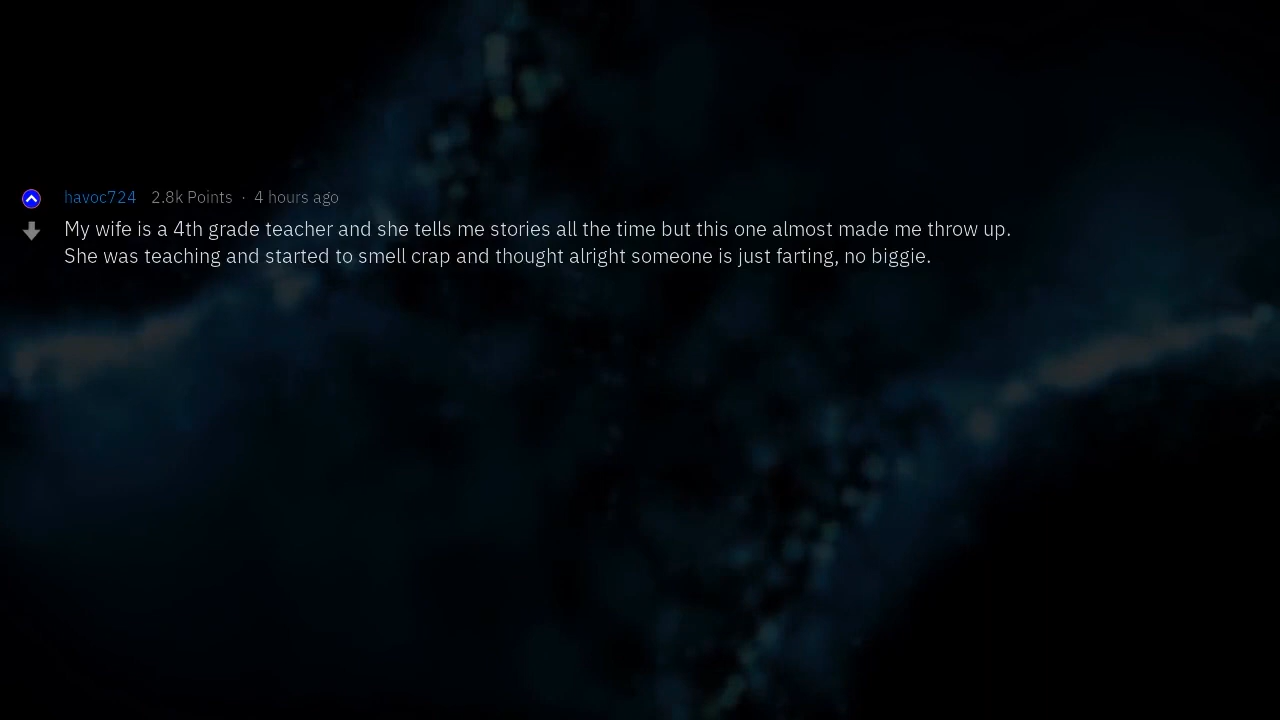 havoc724 2.8k Points · 4 hours ago
My wife is a 4th grade teacher and she tells me stories all the time but this one almost made me throw up.
She was teaching and started to smell crap and thought alright someone is just farting, no biggie.